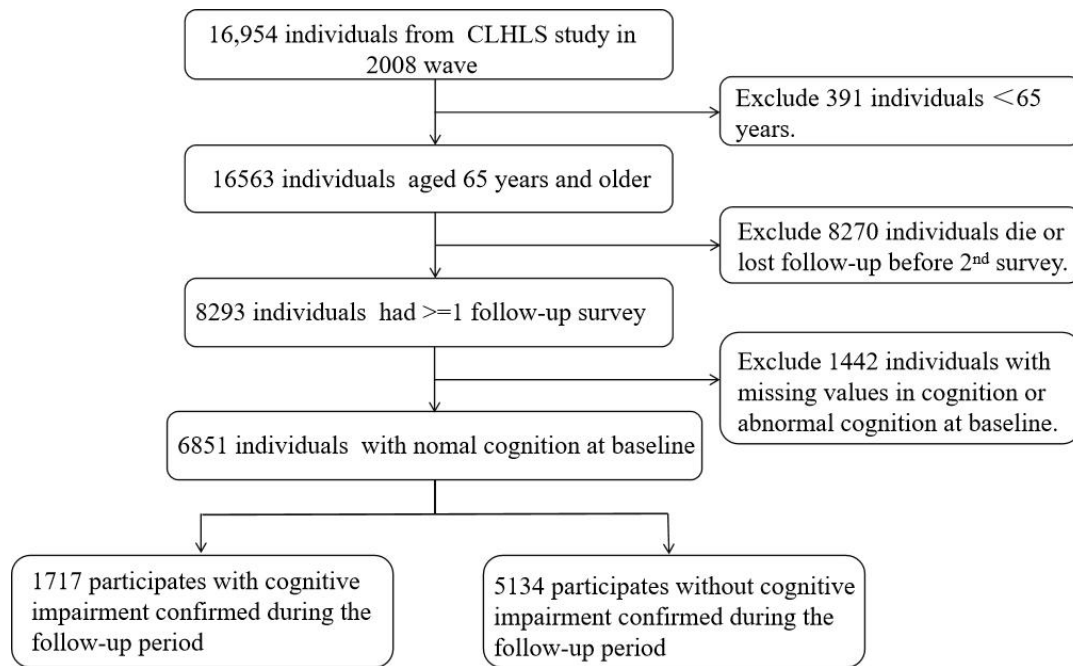 16,954 individuals from CLHLS study in
2008 wave
Exclude 391 individuals ＜65
years.
16563 individuals aged 65 years and older
Exclude 8270 individuals die or
lost follow-up before 2nd survey.
8293 individuals had >=1 follow-up survey
Exclude 1442 individuals with
missing values in cognition or
abnormal cognition at baseline.
6851 individuals with nomal cognition at baseline
1717 participates with cognitive
impairment confirmed during the
follow-up period
5134 participates without cognitive
impairment confirmed during the
follow-up period